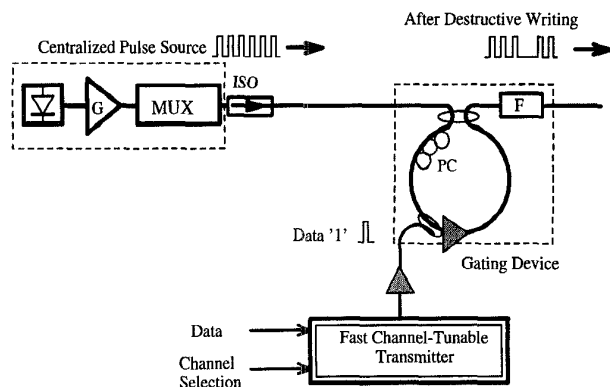 After Destructive Writing
Centralized Pulse Source
ISO
G
MUX
F
PC
Data '1'
Gating Device
Data
Fast Channel-Tunable
Transmitter
Channel
Selection